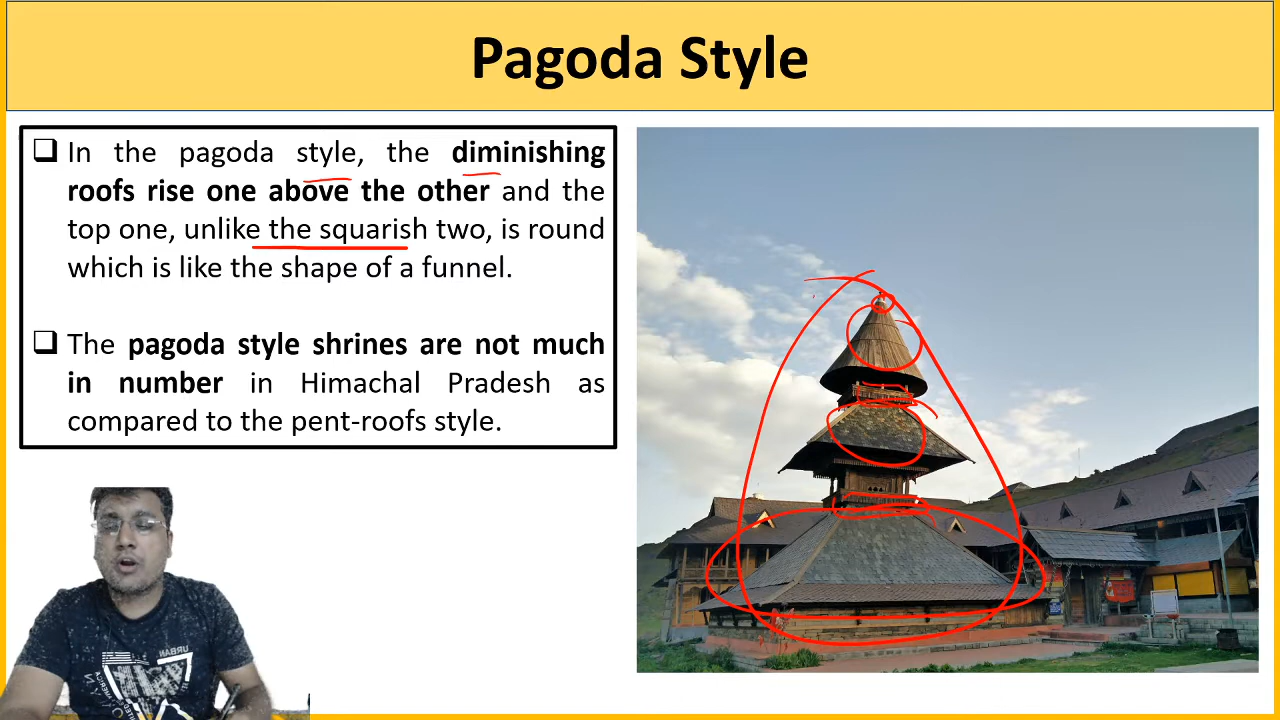 Pagoda Style
In the pagoda style, the diminishing
roofs rise one above the other and the
top one, unlike the squarish two, is round
which is like the shape of a funnel.
The pagoda style shrines are not much
in number in Himachal Pradesh as
compared to the pent-roofs style.